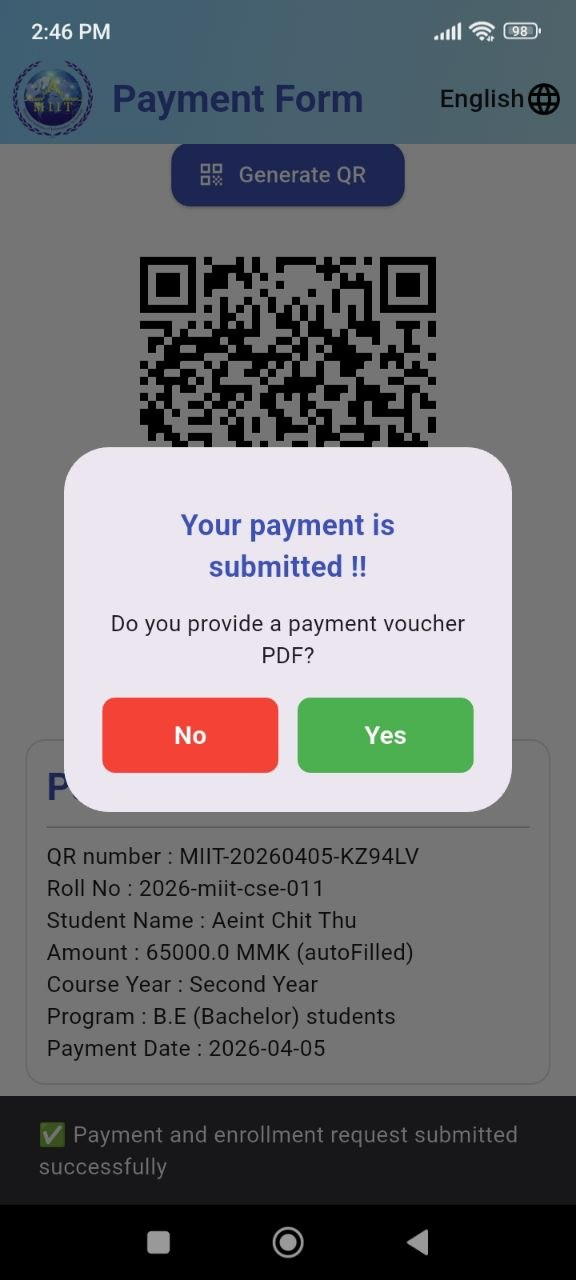 2:46 PM
98
MIIT
Payment Form
English
Generate QR
Your payment is
submitted !!
Do you provide a payment voucher
PDF?
No
Yes
QR number : MIIT-20260405-KZ94LV
Roll No : 2026-miit-cse-011
Student Name : Aeint Chit Thu
Amount : 65000.0 MMK (autoFilled)
Course Year : Second Year
Program : B.E (Bachelor) students
Payment Date : 2026-04-05
✅ Payment and enrollment request submitted
successfully